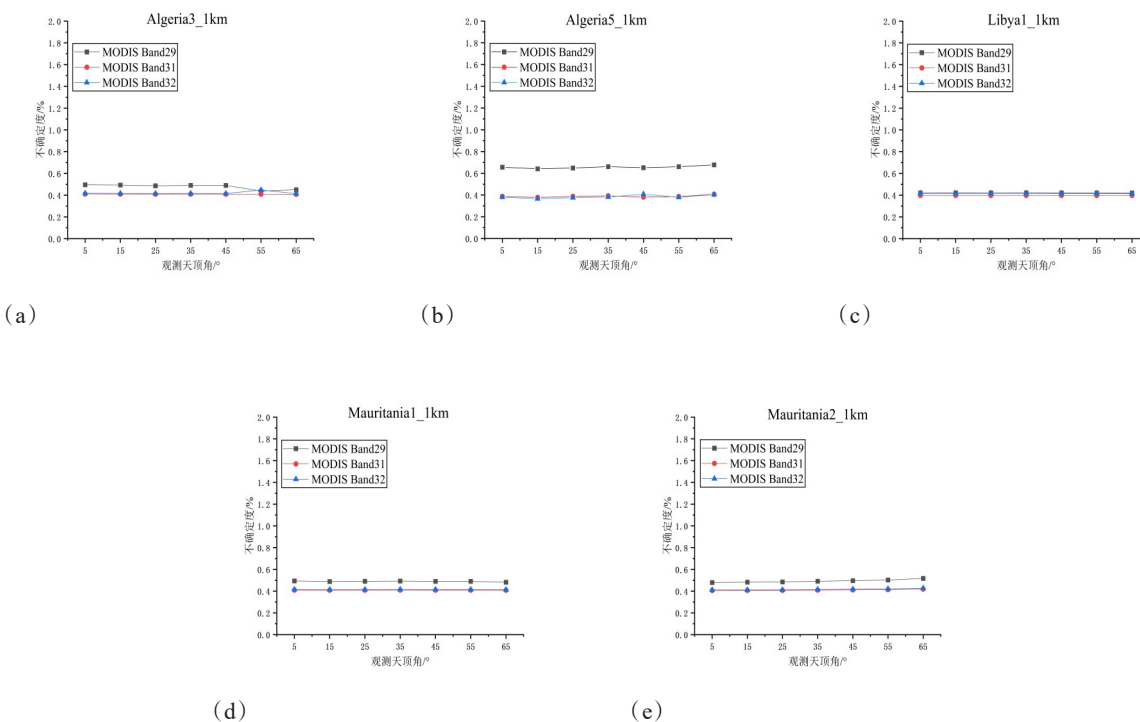 Algeria3_1km
2.0
1.8
1.6
1.4
1.2
1.0
0.8
0.6
0.4
0.2
0.0
不确定度/%
MODIS Band29
MODIS Band31
MODIS Band32
5 15 25 35 45 55 65
观测天顶角/°
(a)
Algeria5_1km
2.0
1.8
1.6
1.4
1.2
1.0
0.8
0.6
0.4
0.2
0.0
不确定度/%
MODIS Band29
MODIS Band31
MODIS Band32
5 15 25 35 45 55 65
观测天顶角/°
(b)
Libya1_1km
2.0
1.8
1.6
1.4
1.2
1.0
0.8
0.6
0.4
0.2
0.0
不确定度/%
MODIS Band29
MODIS Band31
MODIS Band32
5 15 25 35 45 55 65
观测天顶角/°
(c)
Mauritania1_1km
2.0
1.8
1.6
1.4
1.2
1.0
0.8
0.6
0.4
0.2
0.0
不确定度/%
MODIS Band29
MODIS Band31
MODIS Band32
5 15 25 35 45 55 65
观测天顶角/°
(d)
Mauritania2_1km
2.0
1.8
1.6
1.4
1.2
1.0
0.8
0.6
0.4
0.2
0.0
不确定度/%
MODIS Band29
MODIS Band31
MODIS Band32
5 15 25 35 45 55 65
观测天顶角/°
(e)